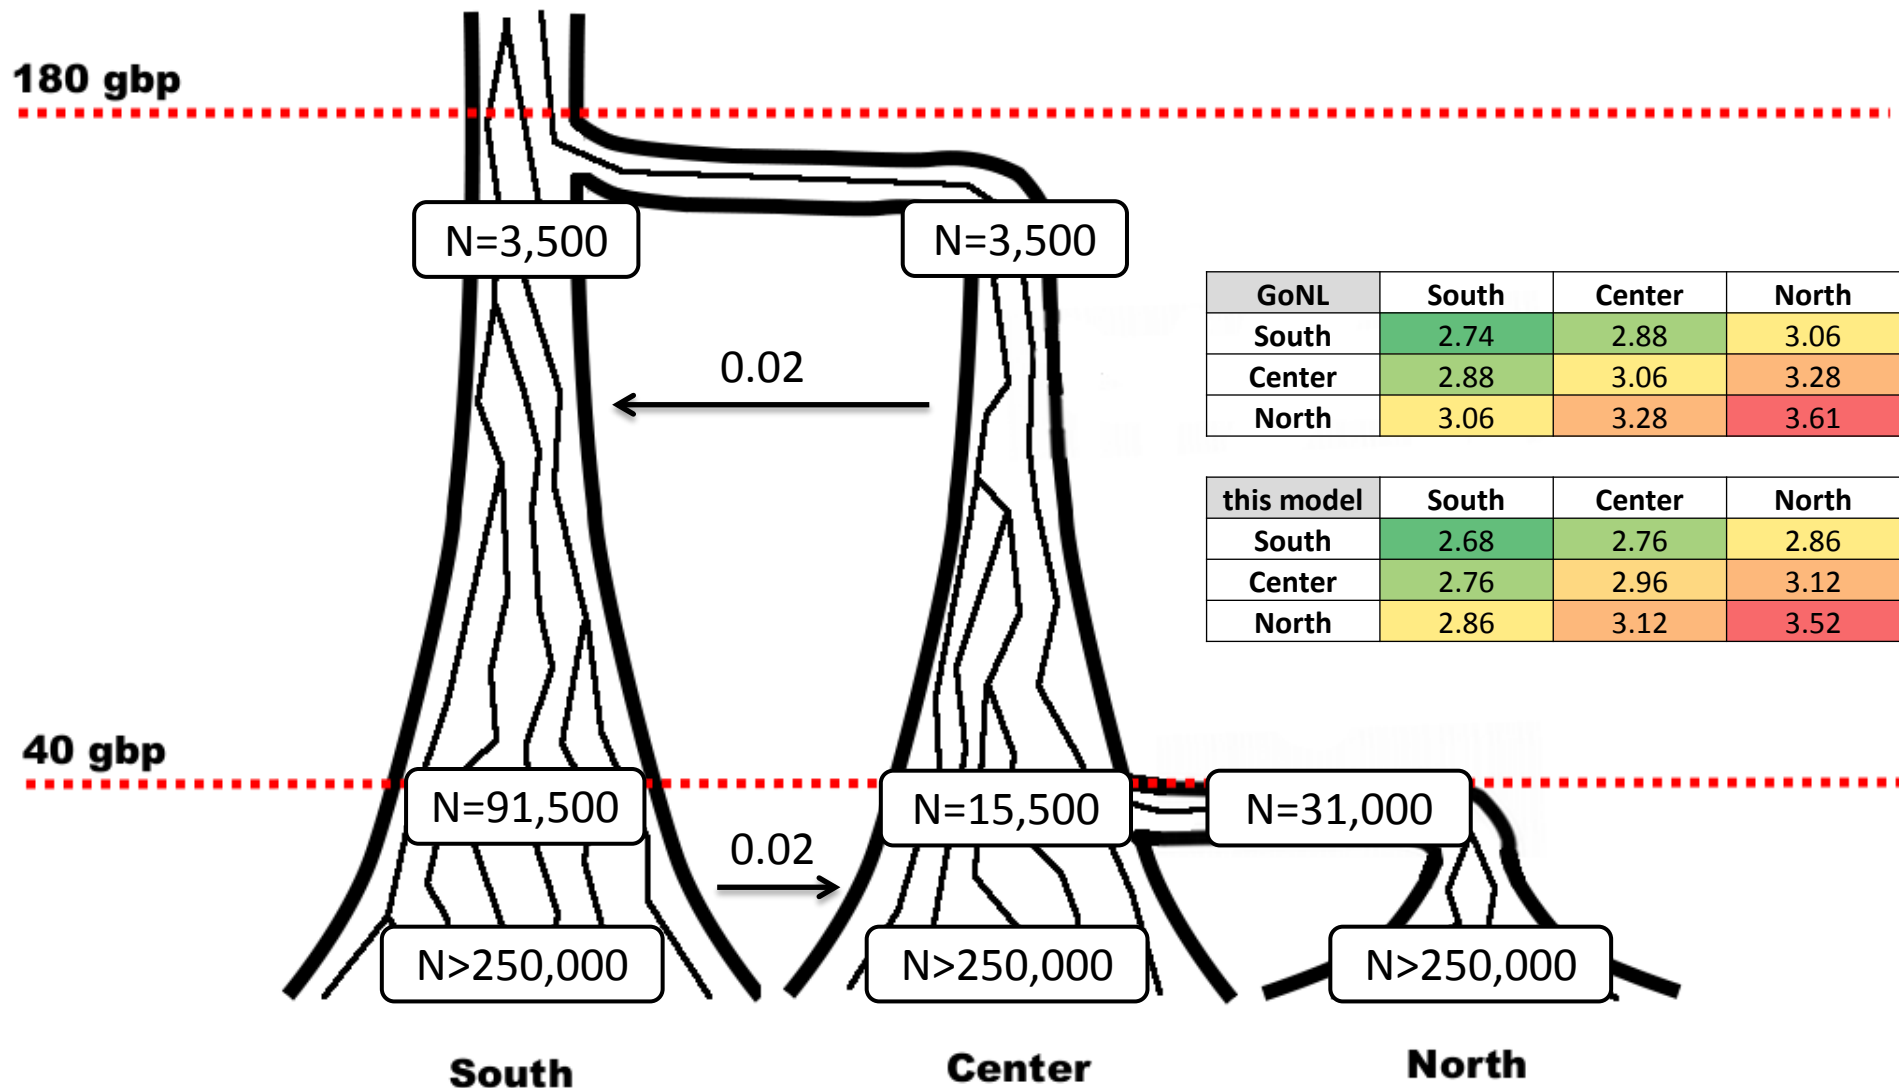 180 gbp
N=3,500
N=3,500
0.02
GoNL South Center North
South 2.74 2.88 3.06
Center 2.88 3.06 3.28
North 3.06 3.28 3.61
this model South Center North
South 2.68 2.76 2.86
Center 2.76 2.96 3.12
North 2.86 3.12 3.52
40 gbp
N=91,500
N=15,500
N=31,000
0.02
N>250,000
N>250,000
N>250,000
South
Center
North